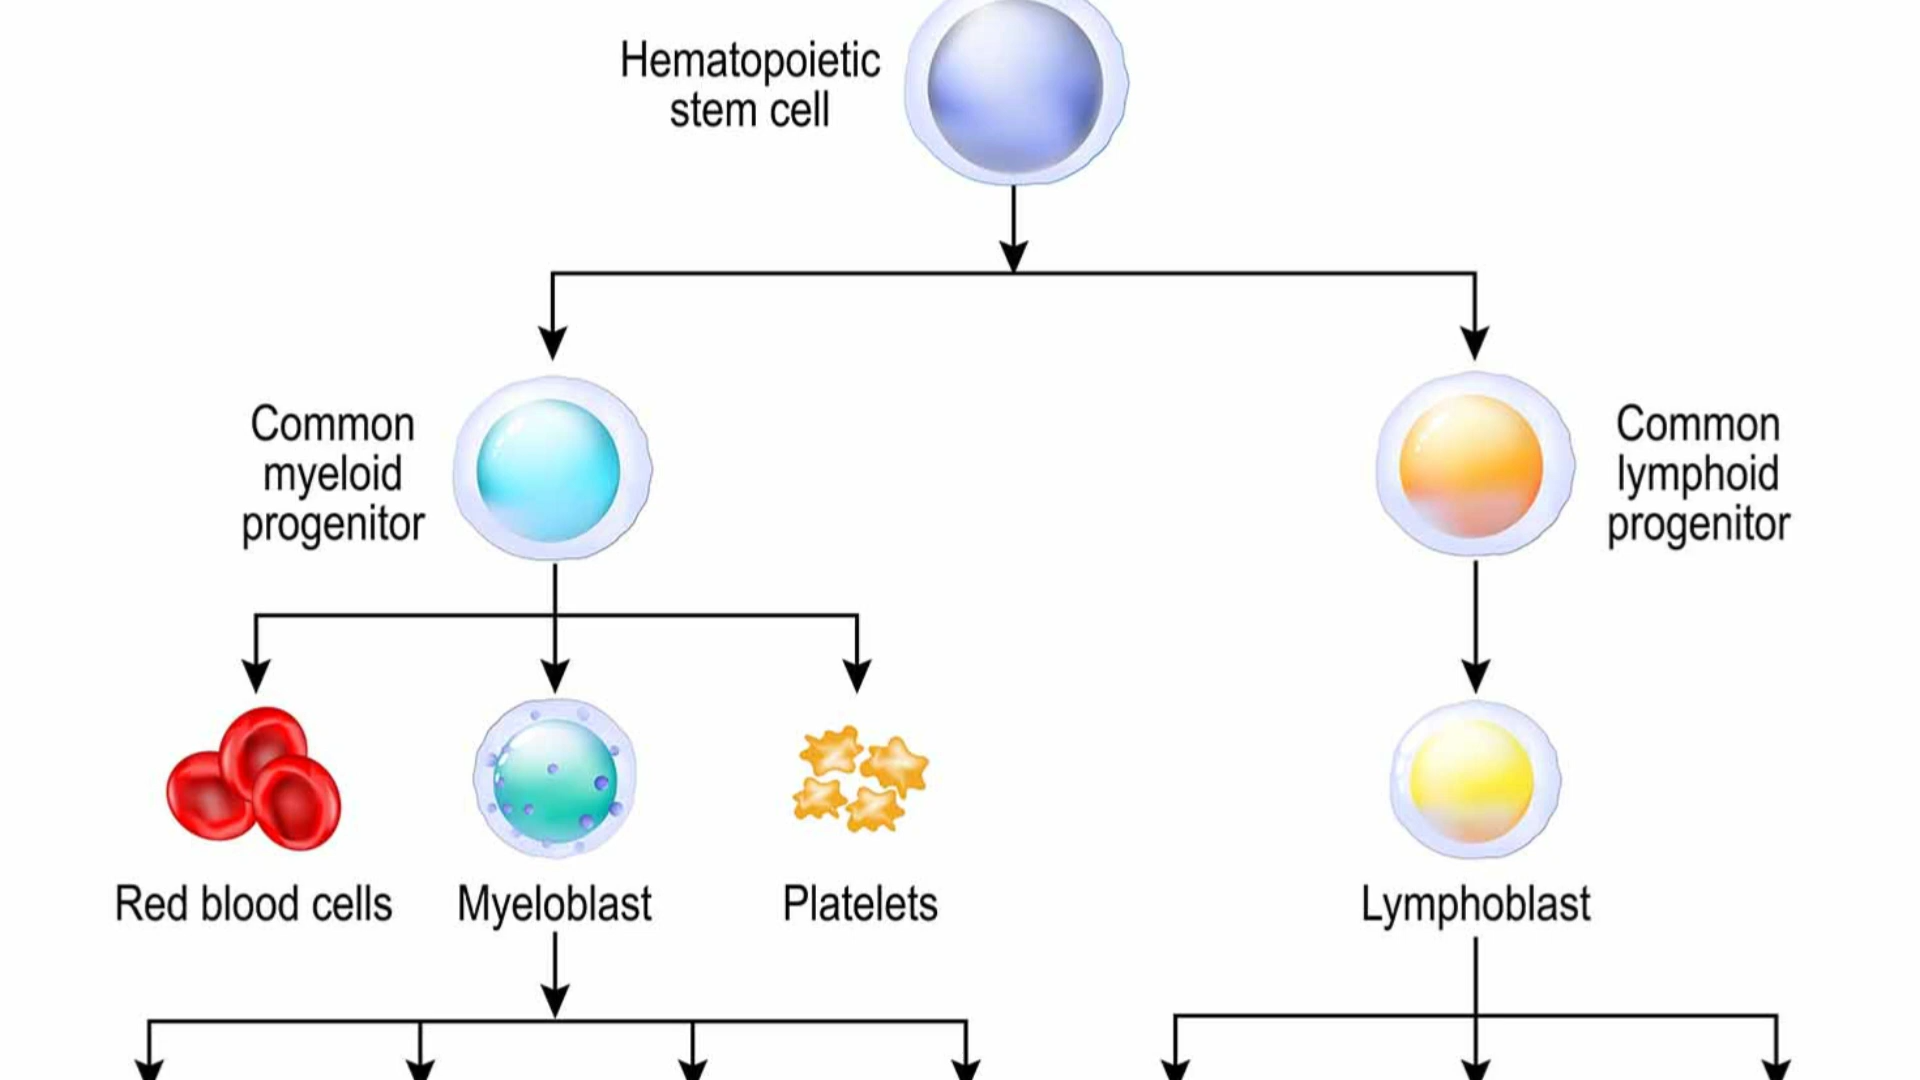 Hematopoietic
stem cell
Common
myeloid
progenitor
Common
lymphoid
progenitor
Red blood cells
Myeloblast
Platelets
Lymphoblast